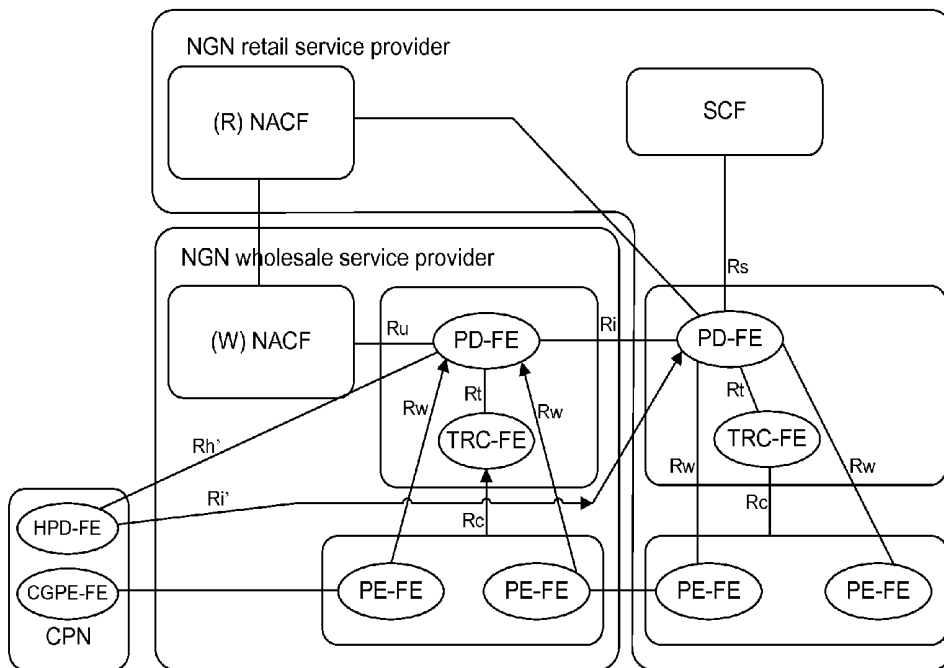 NGN retail service provider
(R) NACF
SCF
NGN wholesale service provider
Rs
(W) NACF
Ru
PD-FE
Ri
PD-FE
Rw
Rt
Rw
Rt
TRC-FE
TRC-FE
Rh’
Rw
Rw
Ri’
Rc
Rc
HPD-FE
CGPE-FE
PE-FE
PE-FE
PE-FE
PE-FE
CPN